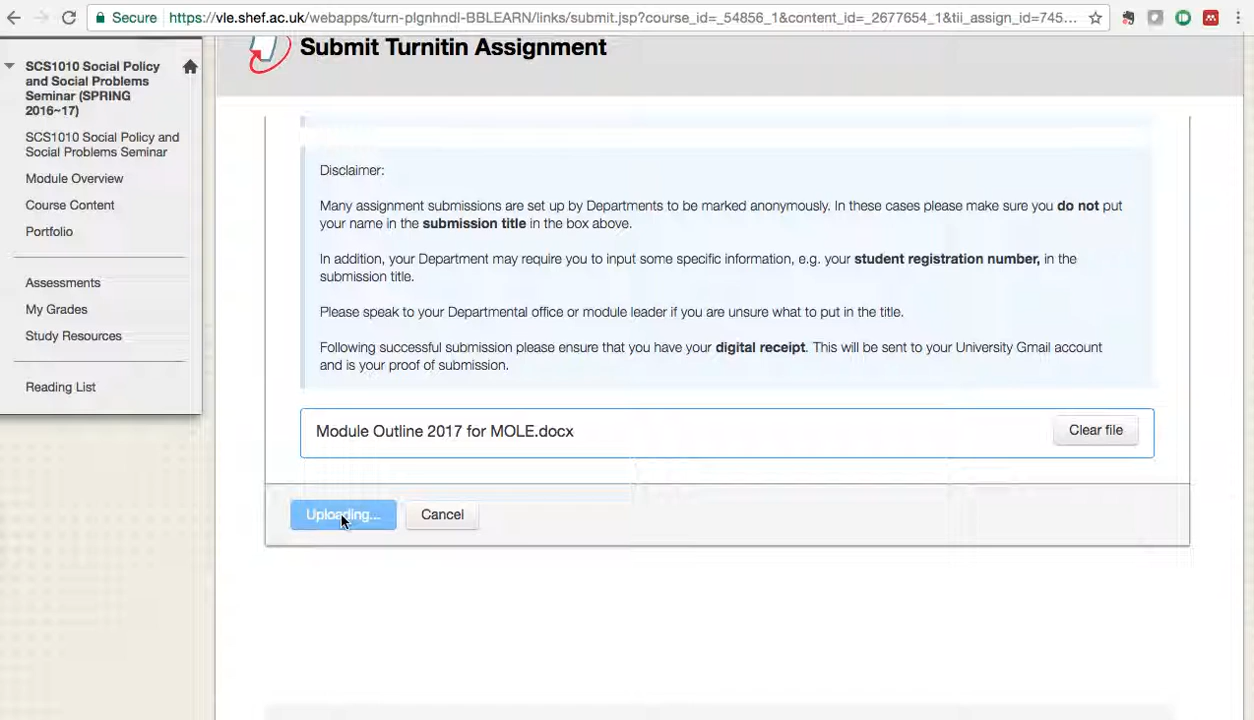 Secure
https://vle.shef.ac.uk/webapps/turn-plgnhndl-BBLEARN/links/submit.jsp?course_id=_54856_1&content_id=_2677654_1&tii_assign_id=745...
Submit Turnitin Assignment
SCS1010 Social Policy
and Social Problems
Seminar (SPRING
2016~17)
SCS1010 Social Policy and
Social Problems Seminar
Module Overview
Course Content
Portfolio
Assessments
My Grades
Study Resources
Reading List
Disclaimer:
Many assignment submissions are set up by Departments to be marked anonymously. In these cases please make sure you do not put
your name in the submission title in the box above.
In addition, your Department may require you to input some specific information, e.g. your student registration number, in the
submission title.
Please speak to your Departmental office or module leader if you are unsure what to put in the title.
Following successful submission please ensure that you have your digital receipt. This will be sent to your University Gmail account
and is your proof of submission.
Module Outline 2017 for MOLE.docx
Clear file
Uploading...
Cancel